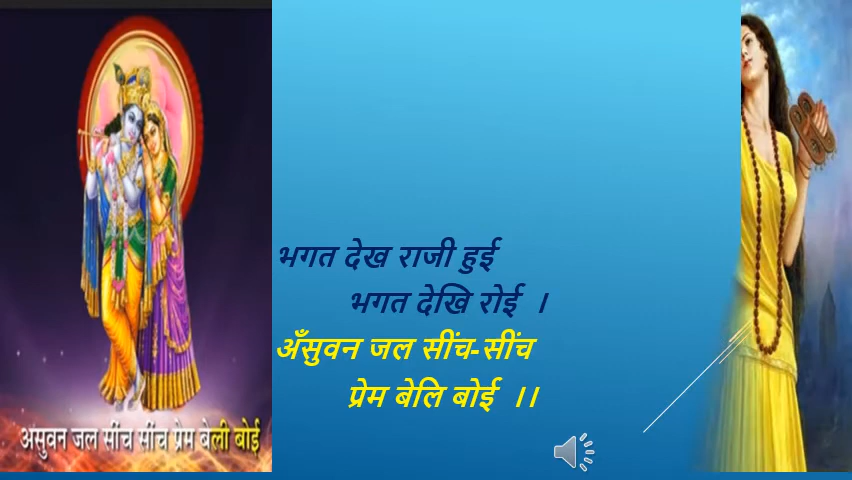 भगत देख राजी हुई
भगत देखि रोई ।
अँसुवन जल सींच-सींच
प्रेम बेलि बोई ।।
असुवन जल सींच सींच प्रेम बेली बोई